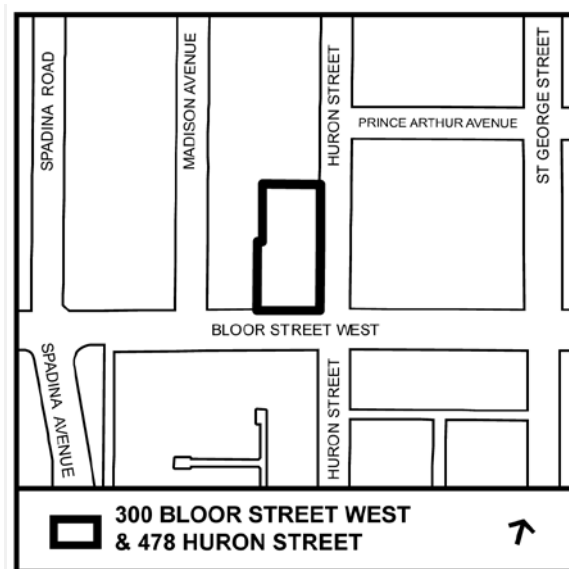 SPADINA ROAD
MADISON AVENUE
HURON STREET
ST GEORGE STREET
PRINCE ARTHUR AVENUE
BLOOR STREET WEST
SPADINA AVENUE
HURON STREET
300 BLOOR STREET WEST
& 478 HURON STREET